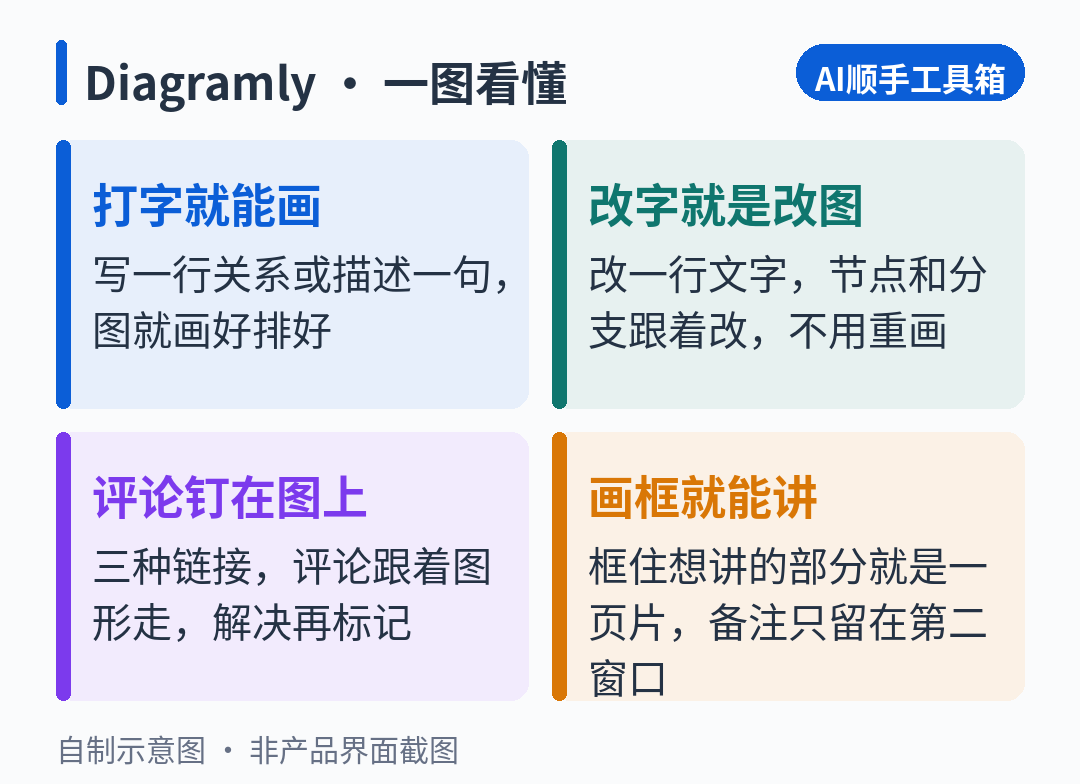 Diagramly · 一图看懂
AI顺手工具箱
打字就能画
写一行关系或描述一句，
图就画好排好
改字就是改图
改一行文字，节点和分
支跟着改，不用重画
评论钉在图上
三种链接，评论跟着图
形走，解决再标记
画框就能讲
框住想讲的部分就是一
页片，备注只留在第二
窗口
自制示意图 · 非产品界面截图